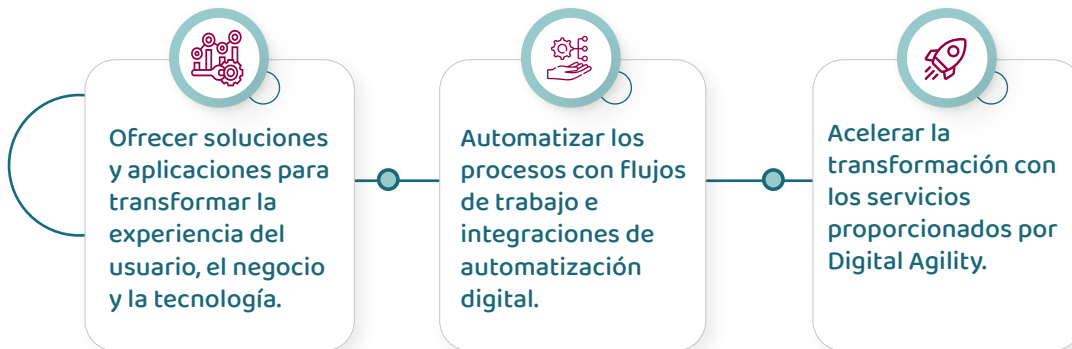 Ofrecer soluciones
y aplicaciones para
transformar la
experiencia del
usuario, el negocio
y la tecnología.
Automatizar los
procesos con flujos
de trabajo e
integraciones de
automatización
digital.
Acelerar la
transformación con
los servicios
proporcionados por
Digital Agility.